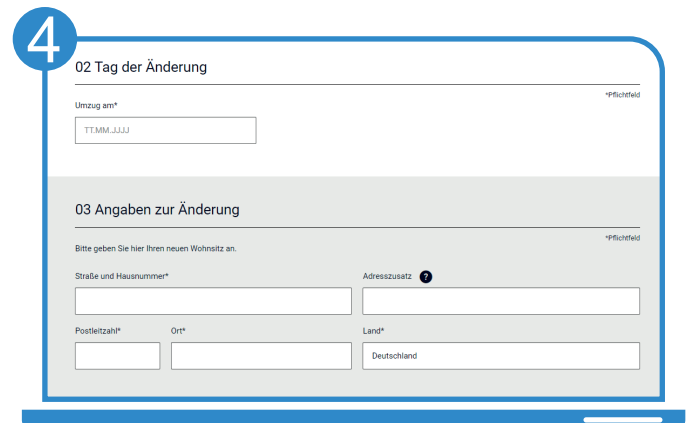 4
02 Tag der Änderung
*Pflichtfeld
Umzug am*
TT.MM.JJJJ
03 Angaben zur Änderung
*Pflichtfeld
Bitte geben Sie hier Ihren neuen Wohnsitz an.
Straße und Hausnummer* Adresszusatz ?
Postleitzahl* Ort* Land*
Deutschland